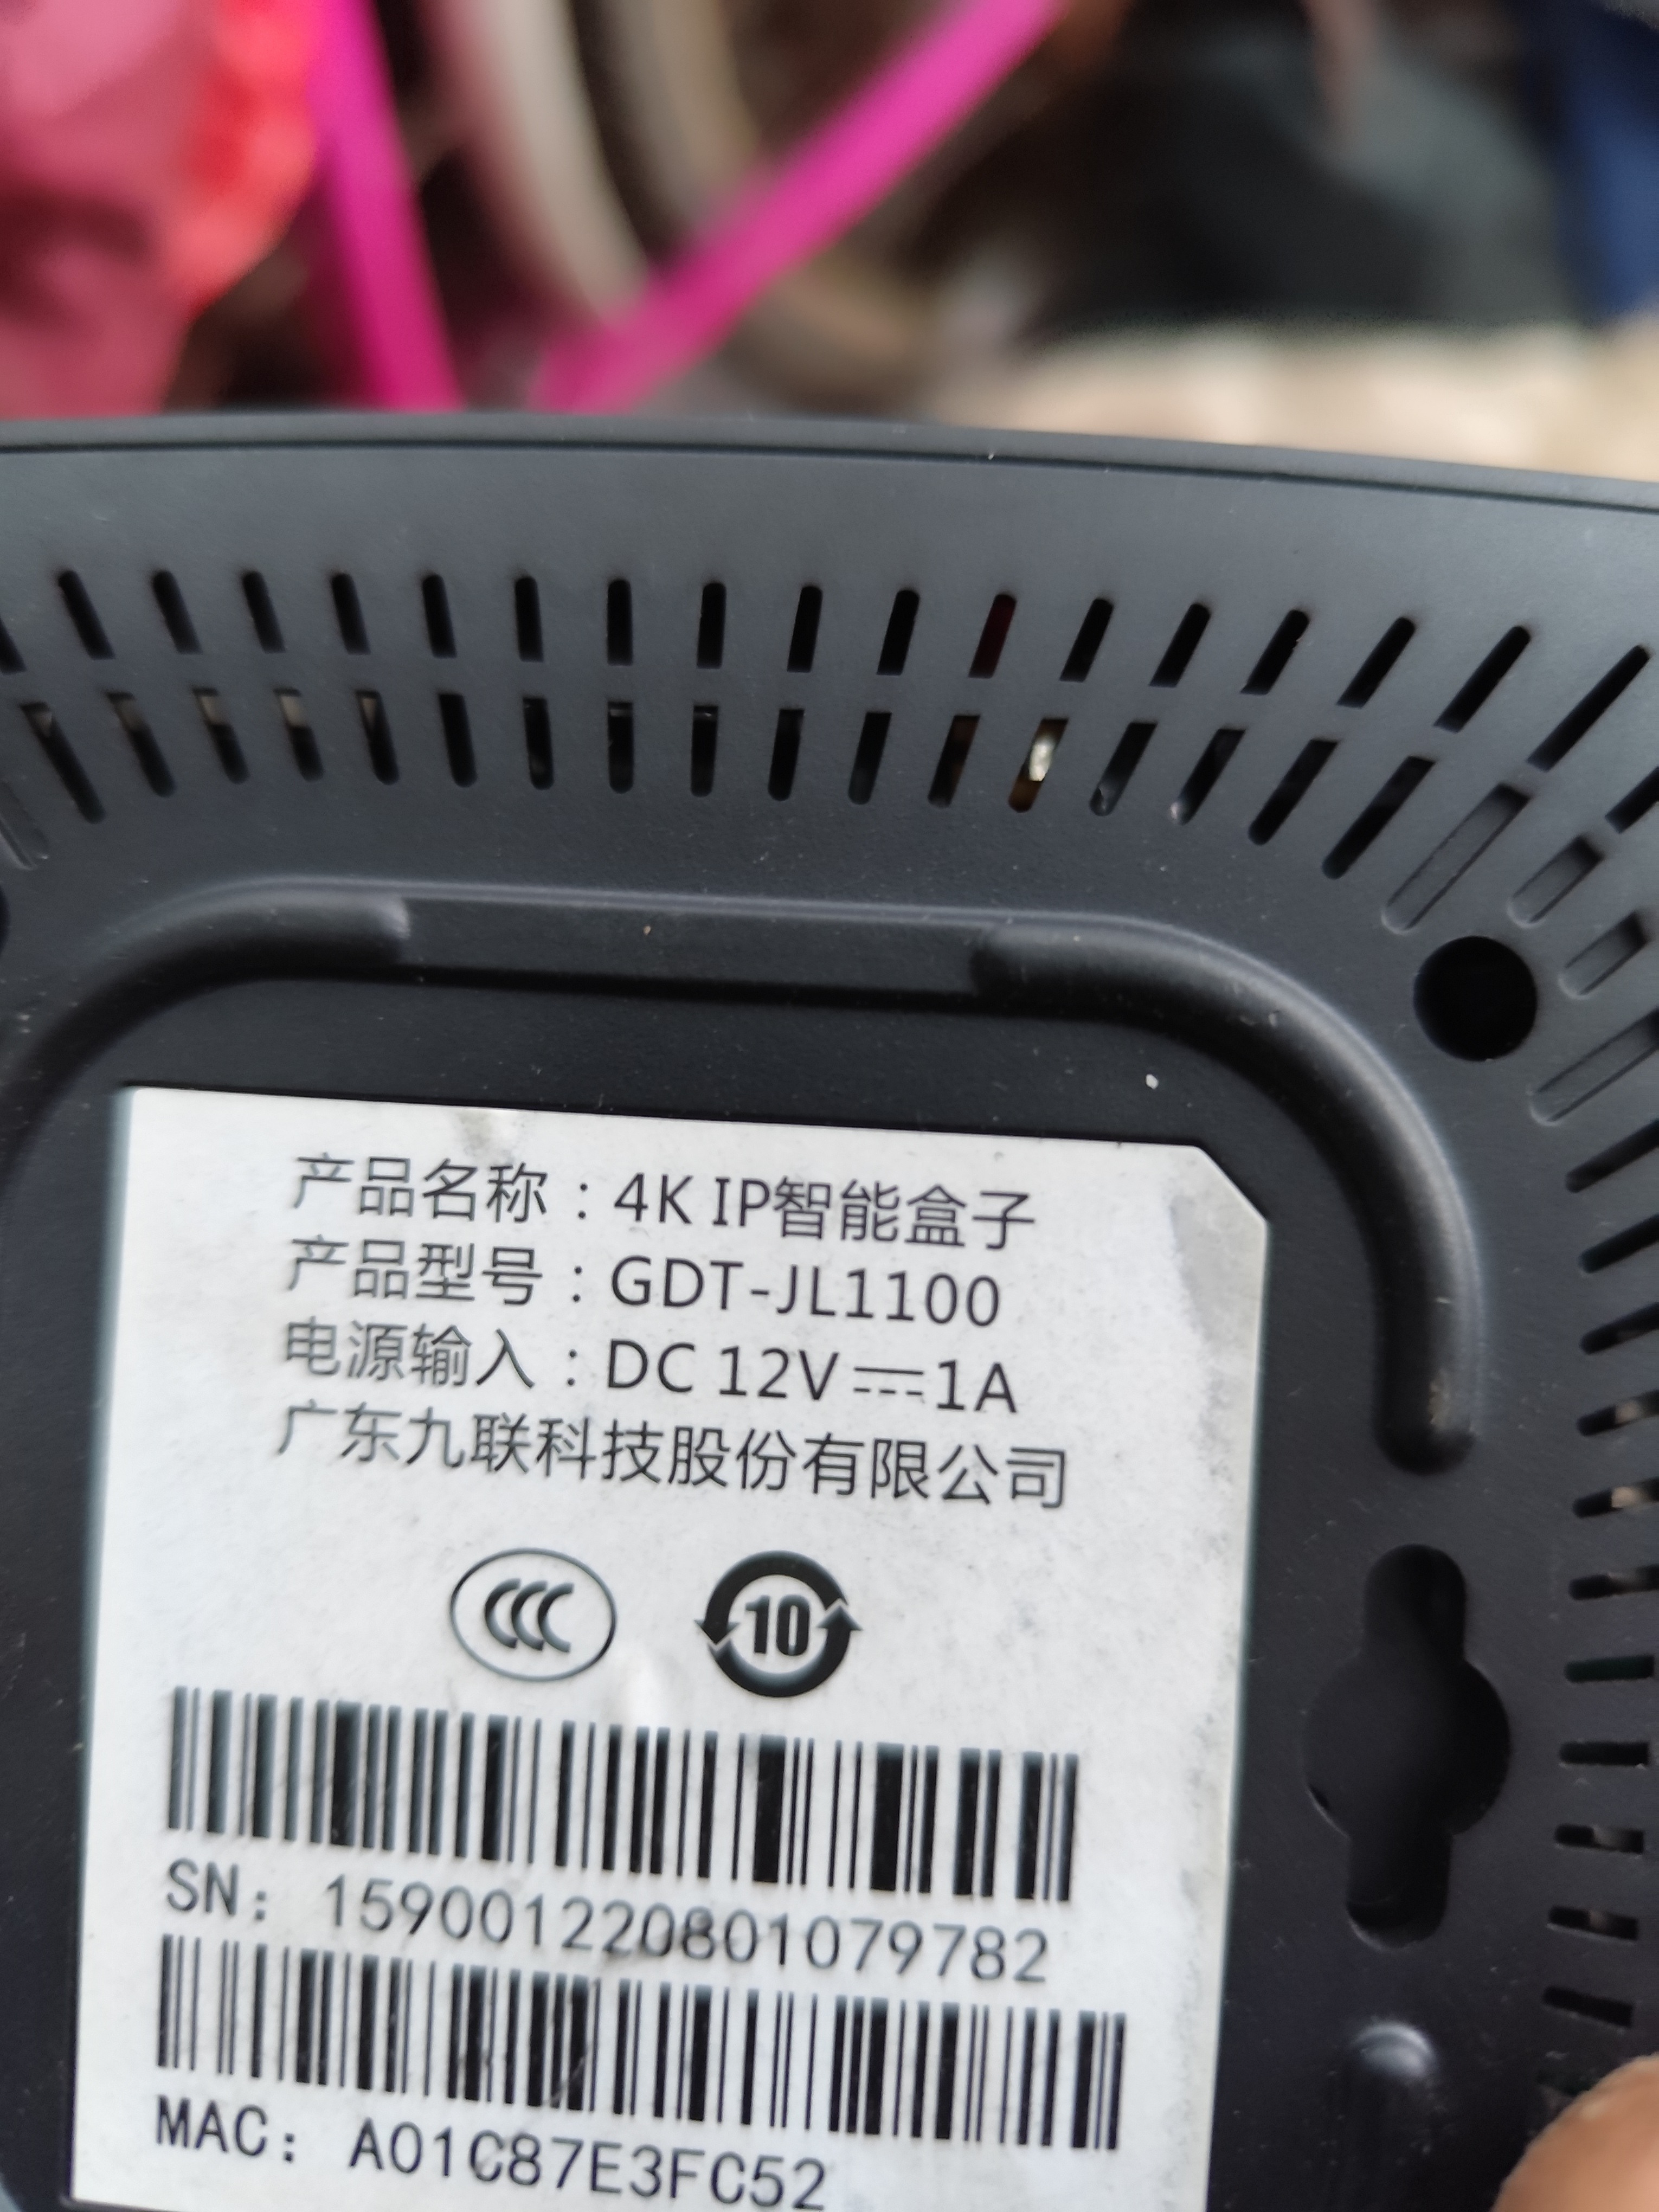 产品名称：4K IP智能盒子
产品型号：GDT-JL1100
电源输入：DC 12V⎓1A
广东九联科技股份有限公司
CCC 10
SN: 159001220801079782
MAC: A01C87E3FC52